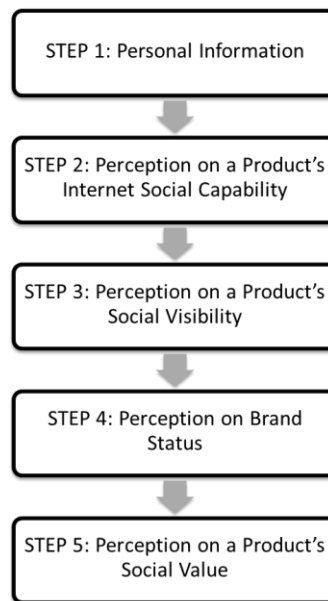 STEP 1: Personal Information
STEP 2: Perception on a Product's
Internet Social Capability
STEP 3: Perception on a Product's
Social Visibility
STEP 4: Perception on Brand
Status
STEP 5: Perception on a Product's
Social Value